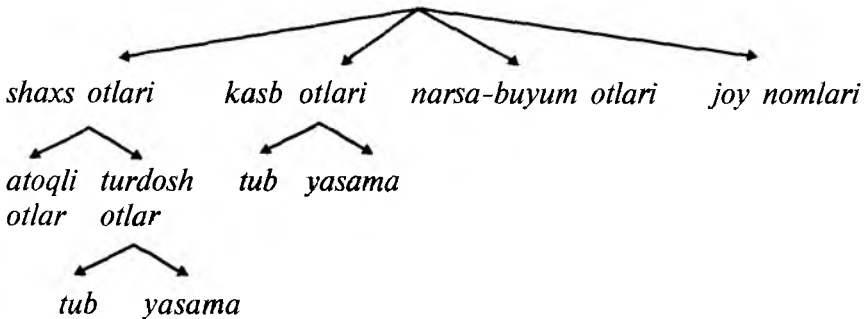 shaxs otlari kasb otlari narsa-buyum otlari joy nomlari
atoqli turdosh tub yasama
otlar otlar
tub yasama